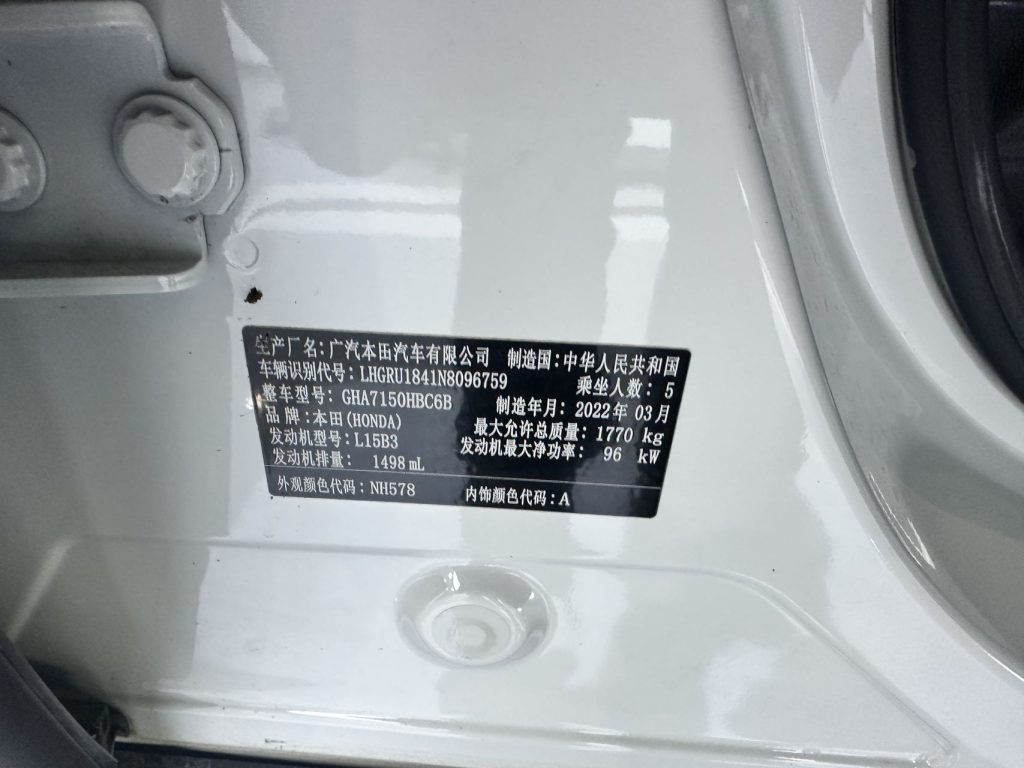 生产厂名：广汽本田汽车有限公司 制造国：中华人民共和国
车辆识别代号：LHGRU1841N8096759 乘坐人数：5
整车型号：GHA7150HBC6B 制造年月：2022年 03月
品 牌：本田(HONDA) 最大允许总质量：1770 kg
发动机型号：L15B3 发动机最大净功率：96 kW
发动机排量：1498 mL
外观颜色代码：NH578 内饰颜色代码：A